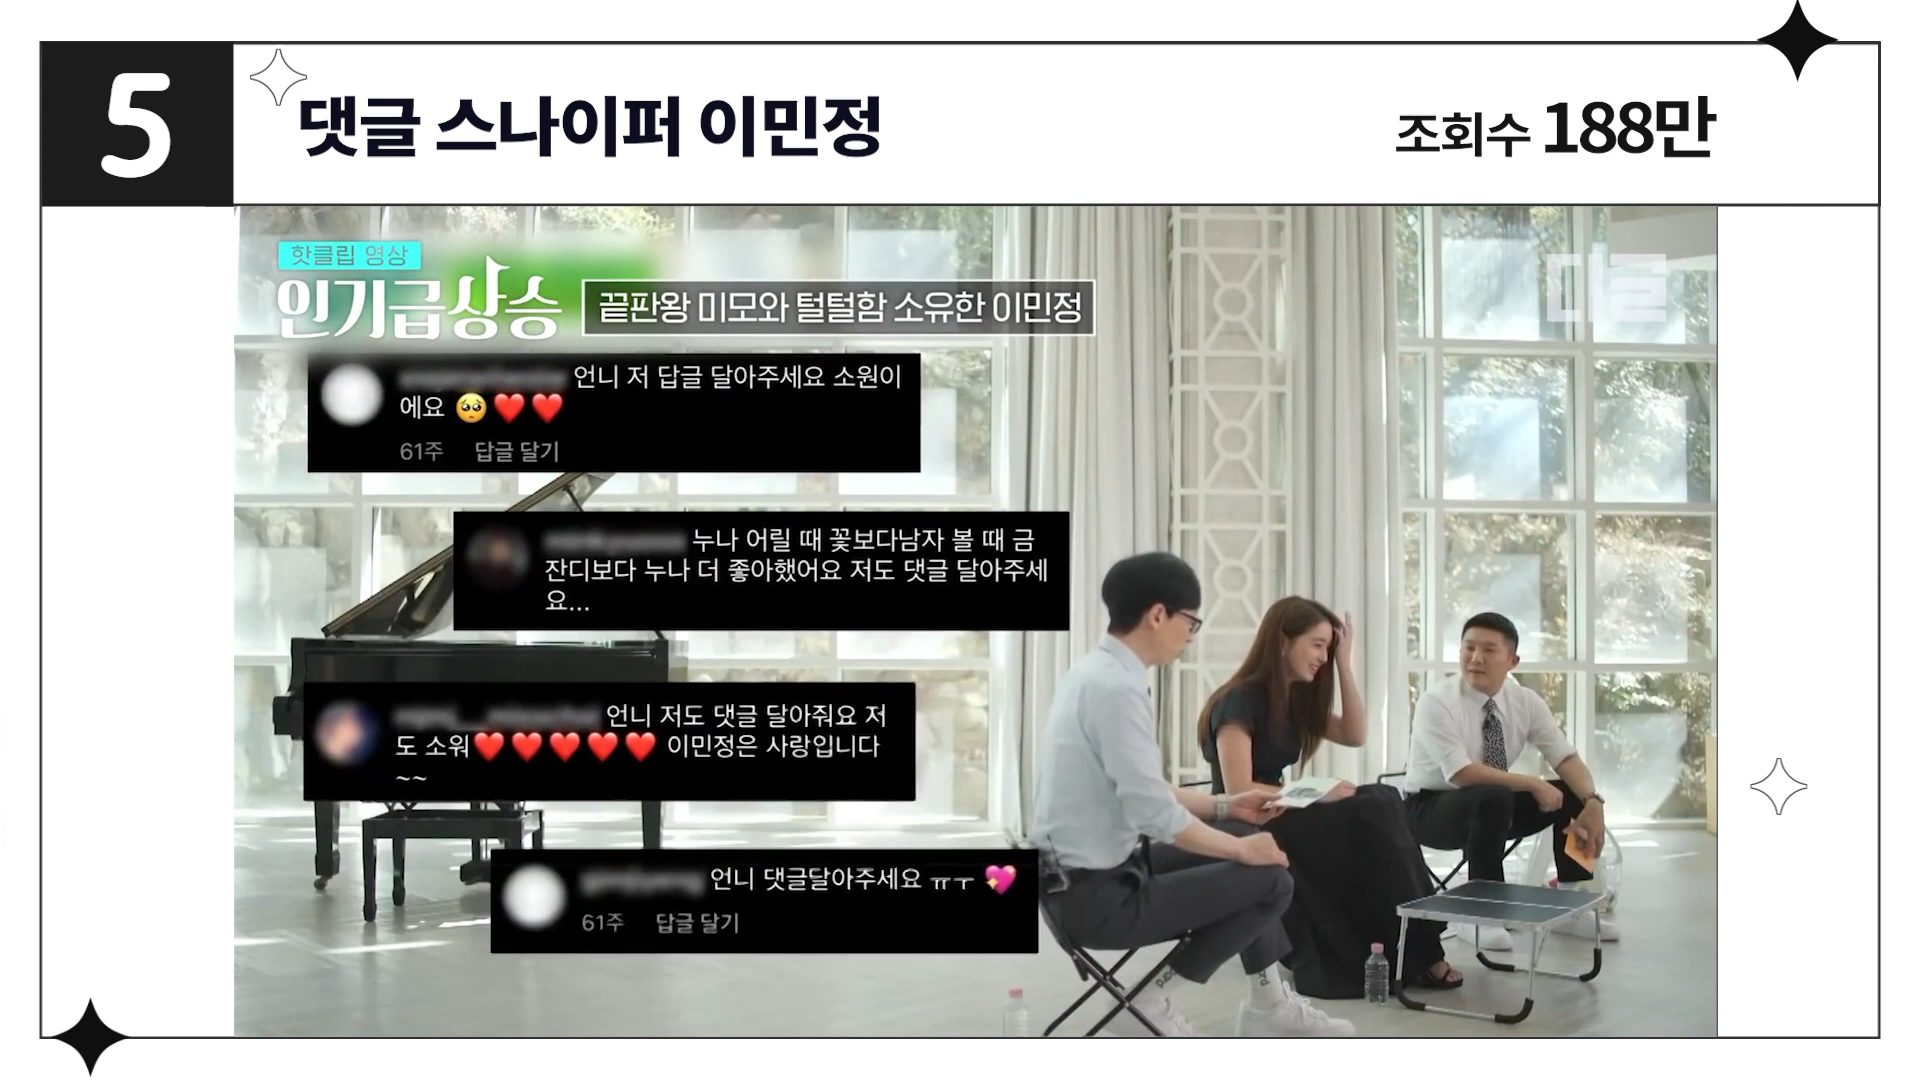 5
댓글 스나이퍼 이민정
조회수 188만
핫클립 영상
인기급상승
끝판왕 미모와 털털함 소유한 이민정
디글
언니 저 답글 달아주세요 소원이
에요 🥺❤️❤️
61주 답글 달기
누나 어릴 때 꽃보다남자 볼 때 금
잔디보다 누나 더 좋아했어요 저도 댓글 달아주세
요...
언니 저도 댓글 달아줘요 저
도 소워❤️❤️❤️❤️❤️ 이민정은 사랑입니다
~~
언니 댓글달아주세요 ㅠㅜ 💖
61주 답글 달기